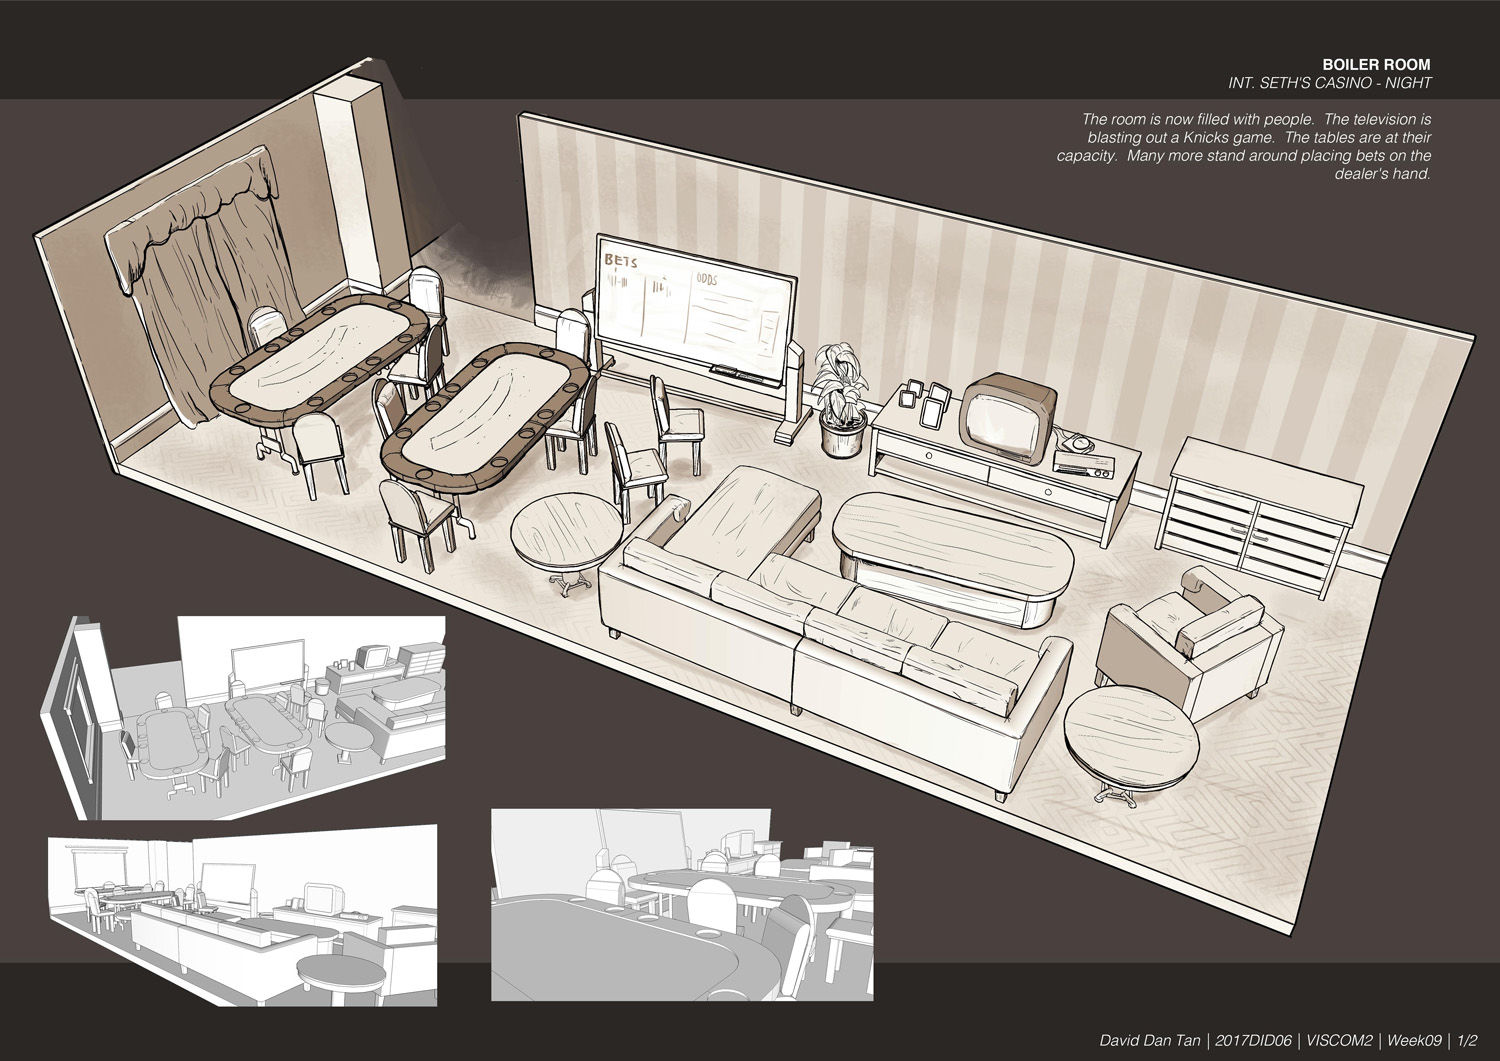 BOILER ROOM
INT. SETH'S CASINO - NIGHT
The room is now filled with people.  The television is
blasting out a Knicks game.  The tables are at their
capacity.  Many more stand around placing bets on the
dealer's hand.
BETS
ODDS
David Dan Tan | 2017DID06 | VISCOM2 | Week09 | 1/2